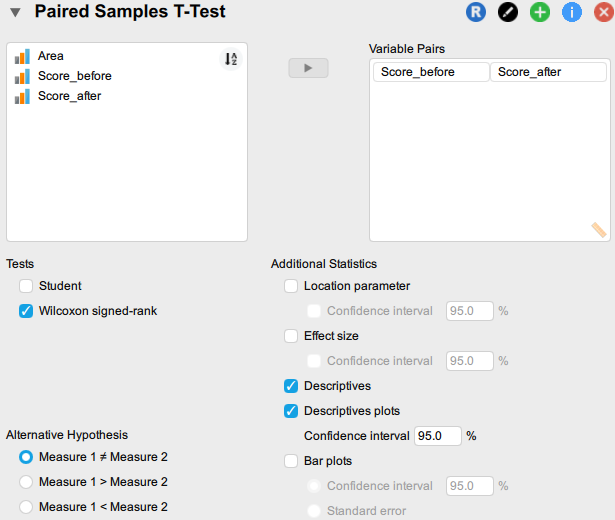 Paired Samples T-Test
R
i
Area
Score_before
Score_after
A
Z
Variable Pairs
Score_before Score_after
Tests
Student
Wilcoxon signed-rank
Alternative Hypothesis
Measure 1 ≠ Measure 2
Measure 1 > Measure 2
Measure 1 < Measure 2
Additional Statistics
Location parameter
Confidence interval 95.0 %
Effect size
Confidence interval 95.0 %
Descriptives
Descriptives plots
Confidence interval 95.0 %
Bar plots
Confidence interval 95.0 %
Standard error